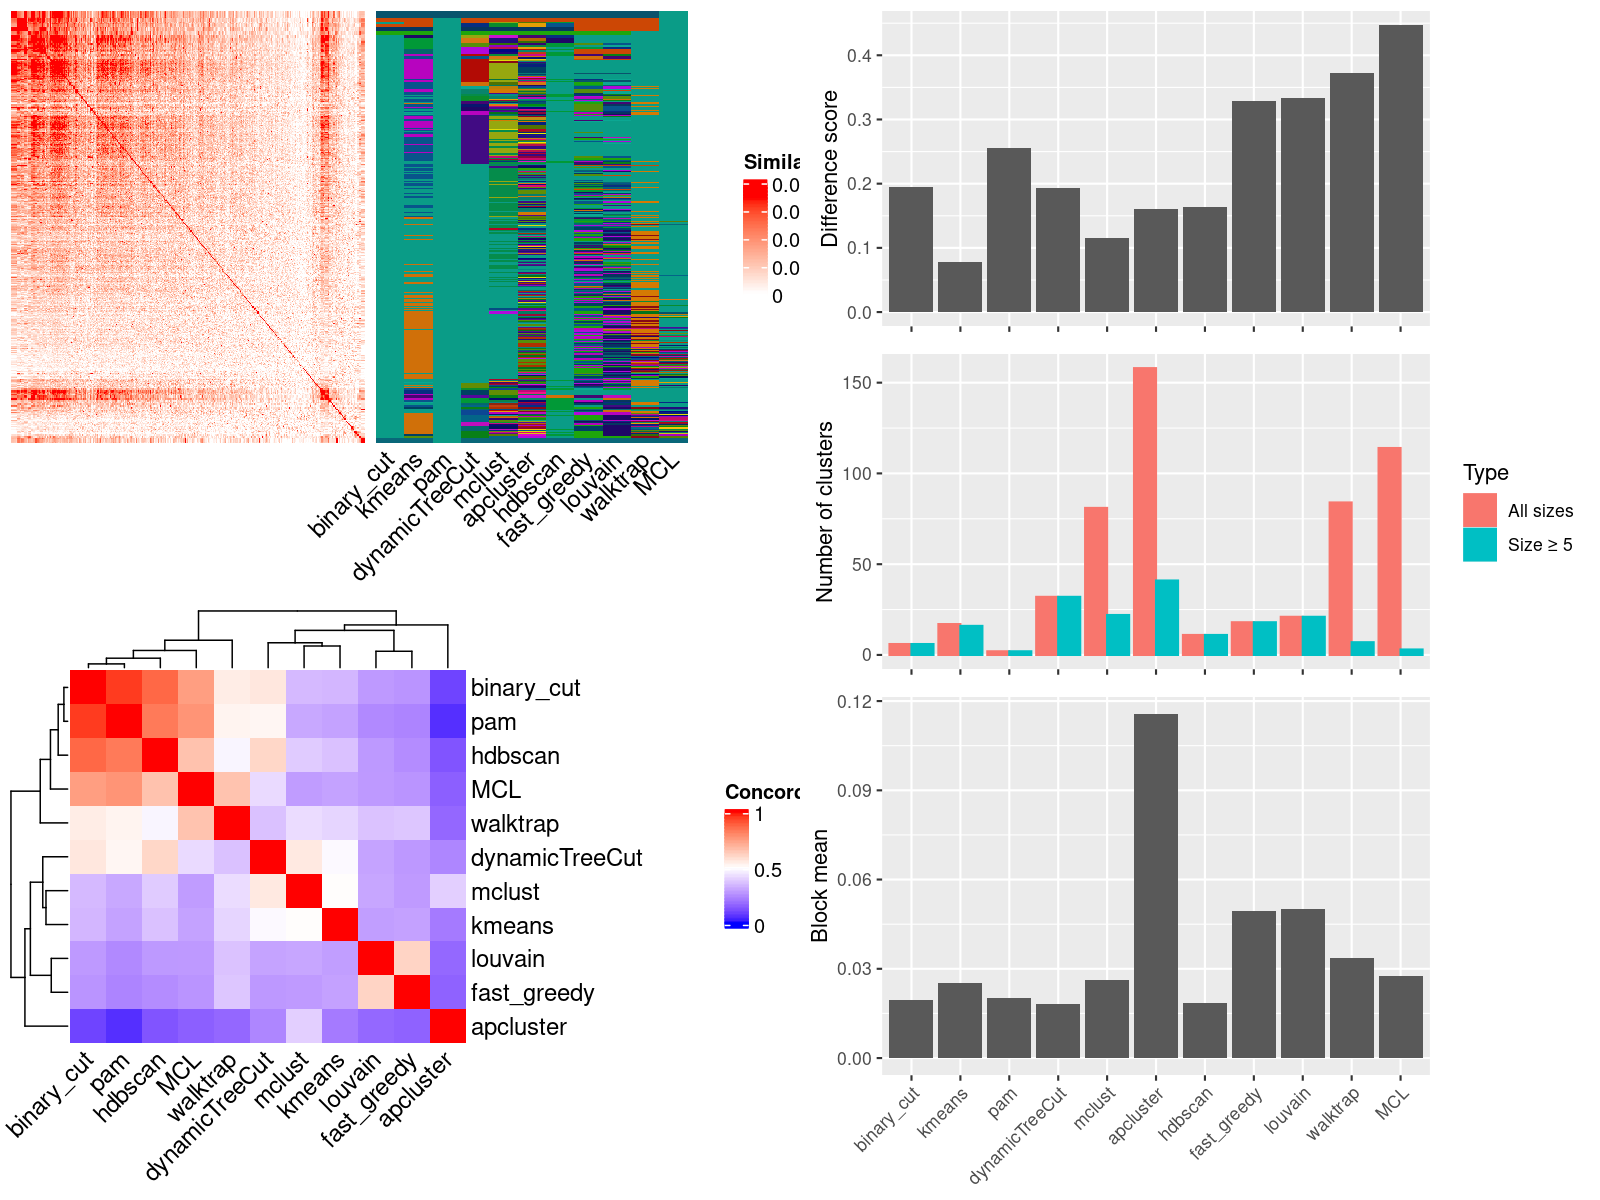 Simila
0.0
0.0
0.0
0.0
0
binary_cut
kmeans
pam
dynamicTreeCut
mclust
apcluster
hdbscan
fast_greedy
louvain
walktrap
MCL
binary_cut
pam
hdbscan
MCL
walktrap
dynamicTreeCut
mclust
kmeans
louvain
fast_greedy
apcluster
binary_cut
pam
hdbscan
MCL
walktrap
dynamicTreeCut
mclust
kmeans
louvain
fast_greedy
apcluster
Concord
1
0.5
0
Difference score
0.4
0.3
0.2
0.1
0.0
Number of clusters
150
100
50
0
Type
All sizes
Size ≥ 5
Block mean
0.12
0.09
0.06
0.03
0.00
binary_cut
kmeans
pam
dynamicTreeCut
mclust
apcluster
hdbscan
fast_greedy
louvain
walktrap
MCL